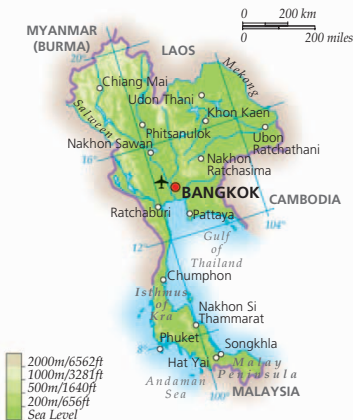 0 200 km
0 200 miles
MYANMAR
(BURMA)
LAOS
20°
Mekong
Chiang Mai
Udon Thani
Salween
Khon Kaen
Phitsanulok
Ubon
Ratchathani
Nakhon Sawan
16°
Nakhon
Ratchasima
BANGKOK
CAMBODIA
Ratchaburi
Pattaya
104°
12°
Gulf
of
Thailand
Chumphon
Isthmus
of
Kra
Nakhon Si
Thammarat
Phuket
Songkhla
8°
Hat Yai
Malay
Peninsula
Andaman
Sea
100°
MALAYSIA
2000m/6562ft
1000m/3281ft
500m/1640ft
200m/656ft
Sea Level